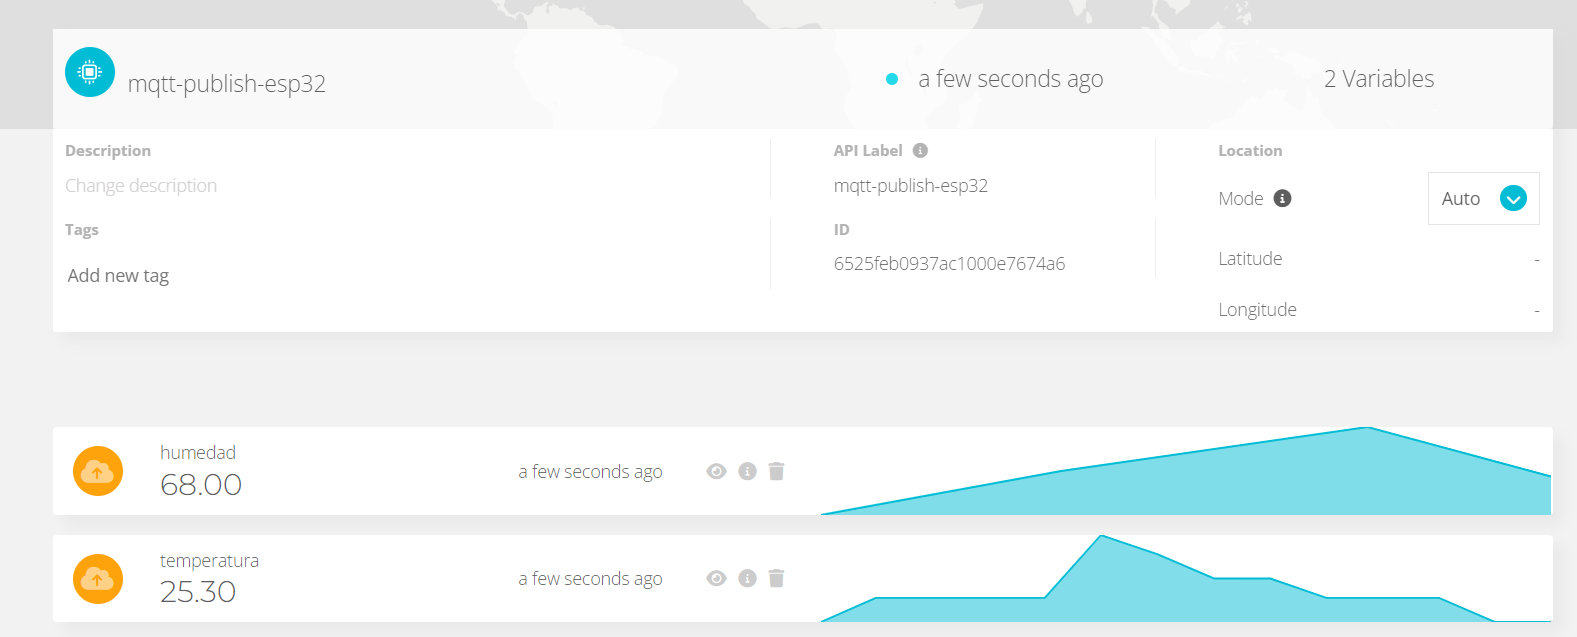 mqtt-publish-esp32
a few seconds ago
2 Variables
Description
Change description
Tags
Add new tag
API Label
mqtt-publish-esp32
ID
6525feb0937ac1000e7674a6
Location
Mode
Auto
Latitude -
Longitude -
humedad
68.00
a few seconds ago
temperatura
25.30
a few seconds ago